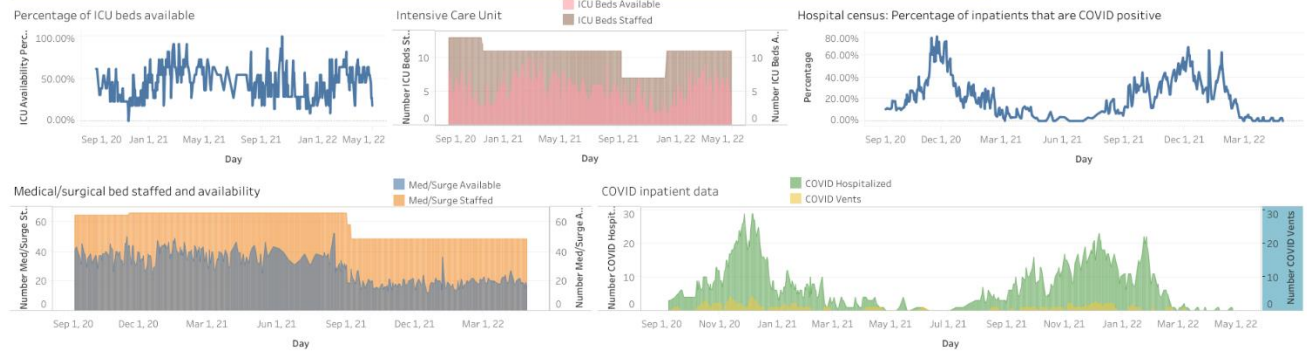 Percentage of ICU beds available
ICU Availability Perc..
100.00%
50.00%
0.00%
Sep 1, 20
Jan 1, 21
May 1, 21
Sep 1, 21
Jan 1, 22
May 1, 22
Day
Intensive Care Unit
ICU Beds Available
ICU Beds Staffed
Number ICU Beds St..
10
5
0
Number ICU Beds A..
10
5
0
Sep 1, 20
Jan 1, 21
May 1, 21
Sep 1, 21
Jan 1, 22
May 1, 22
Day
Hospital census: Percentage of inpatients that are COVID positive
Percentage
80.00%
60.00%
40.00%
20.00%
0.00%
Sep 1, 20
Dec 1, 20
Mar 1, 21
Jun 1, 21
Sep 1, 21
Dec 1, 21
Mar 1, 22
Day
Medical/surgical bed staffed and availability
Med/Surge Available
Med/Surge Staffed
Number Med/Surge St..
60
40
20
0
Number Med/Surge A..
60
40
20
0
Sep 1, 20
Dec 1, 20
Mar 1, 21
Jun 1, 21
Sep 1, 21
Dec 1, 21
Mar 1, 22
Day
COVID inpatient data
COVID Hospitalized
COVID Vents
Number COVID Hospit..
30
20
10
0
Number COVID Vents
30
20
10
0
Sep 1, 20
Nov 1, 20
Jan 1, 21
Mar 1, 21
May 1, 21
Jul 1, 21
Sep 1, 21
Nov 1, 21
Jan 1, 22
Mar 1, 22
May 1, 22
Day